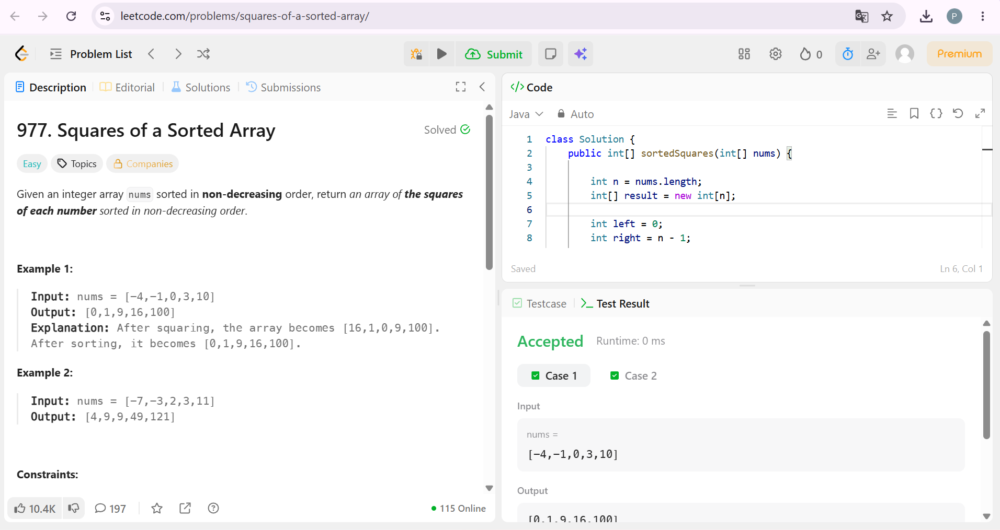 leetcode.com/problems/squares-of-a-sorted-array/
P
Problem List
Submit
0
Premium
Description
Editorial
Solutions
Submissions
977. Squares of a Sorted Array
Solved
Easy
Topics
Companies
Given an integer array nums sorted in non-decreasing order, return an array of the squares
of each number sorted in non-decreasing order.
Example 1:
Input: nums = [-4,-1,0,3,10]
Output: [0,1,9,16,100]
Explanation: After squaring, the array becomes [16,1,0,9,100].
After sorting, it becomes [0,1,9,16,100].
Example 2:
Input: nums = [-7,-3,2,3,11]
Output: [4,9,9,49,121]
Constraints:
10.4K
197
115 Online
</> Code
Java
Auto
1 class Solution {
2 public int[] sortedSquares(int[] nums) {
3
4 int n = nums.length;
5 int[] result = new int[n];
6
7 int left = 0;
8 int right = n - 1;
Saved
Ln 6, Col 1
Testcase
Test Result
Accepted
Runtime: 0 ms
Case 1
Case 2
Input
nums =
[-4,-1,0,3,10]
Output
[0,1,9,16,100]